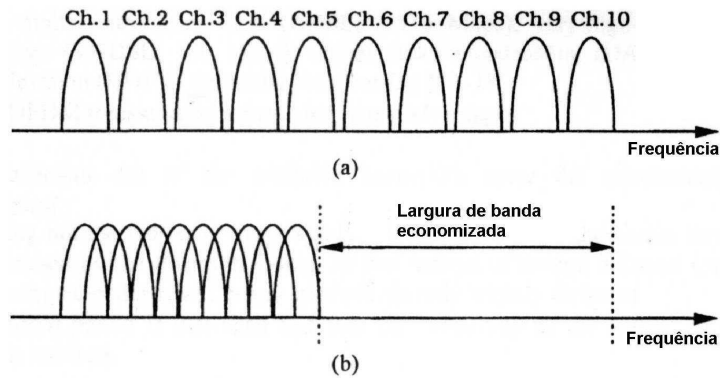 Ch.1 Ch.2 Ch.3 Ch.4 Ch.5 Ch.6 Ch.7 Ch.8 Ch.9 Ch.10
Frequência
(a)
Largura de banda
economizada
Frequência
(b)